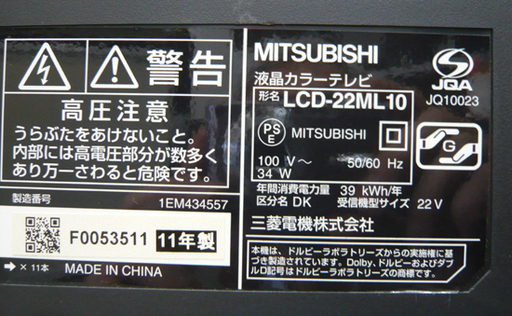 警告
高圧注意
うらぶたをあけないこと。
内部には高電圧部分が数多く
あり万一さわると危険です。
製造番号
1EM434557
F0053511 11年製
→ × 11本
MADE IN CHINA
MITSUBISHI
液晶カラーテレビ
形名 LCD-22ML10
JQA
JQ10023
PSE MITSUBISHI
100 V～ 50/60 Hz
34 W
G
年間消費電力量 39 kWh/年
区分名 DK 受信機型サイズ 22 V
三菱電機株式会社
本機は、ドルビーラボラトリーズからの実施権に基
づき製造されています。Dolby、ドルビー及びダブ
ルD記号はドルビーラボラトリーズの商標です。